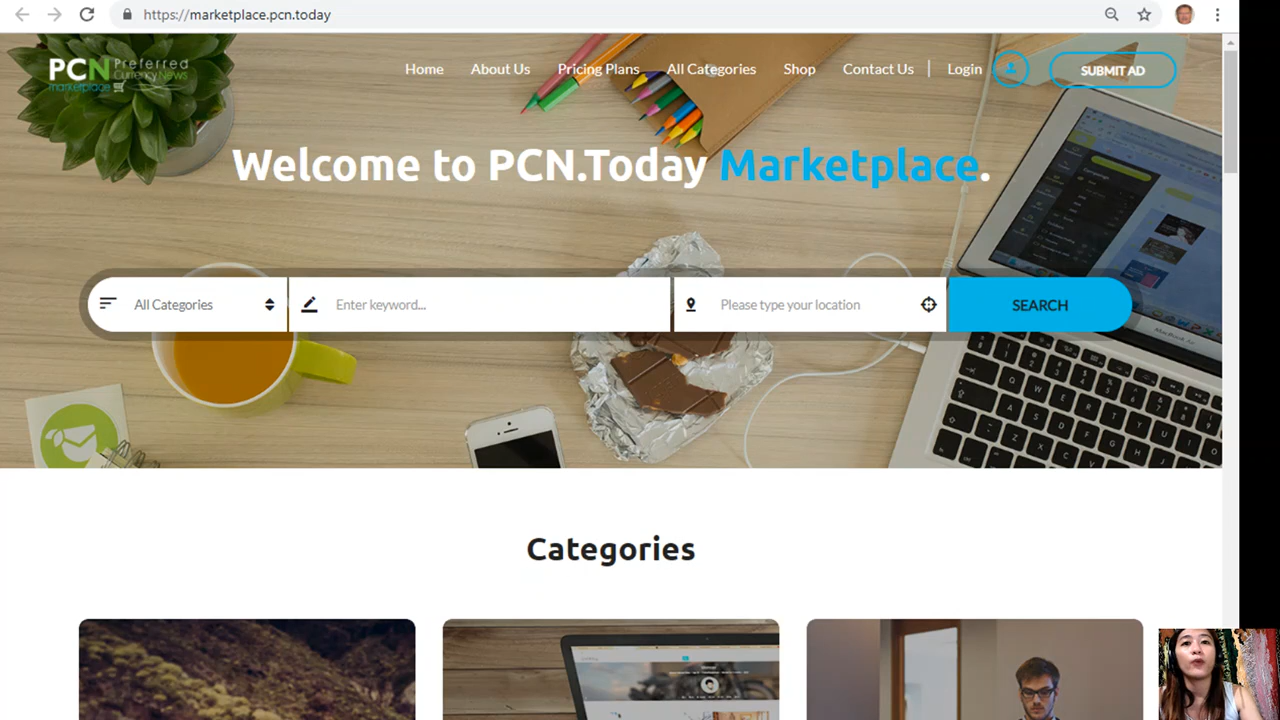 https://marketplace.pcn.today
PCN Preferred Currency News
marketplace
Home About Us Pricing Plans All Categories Shop Contact Us | Login SUBMIT AD
Welcome to PCN.Today Marketplace.
All Categories Enter keyword... Please type your location SEARCH
Categories